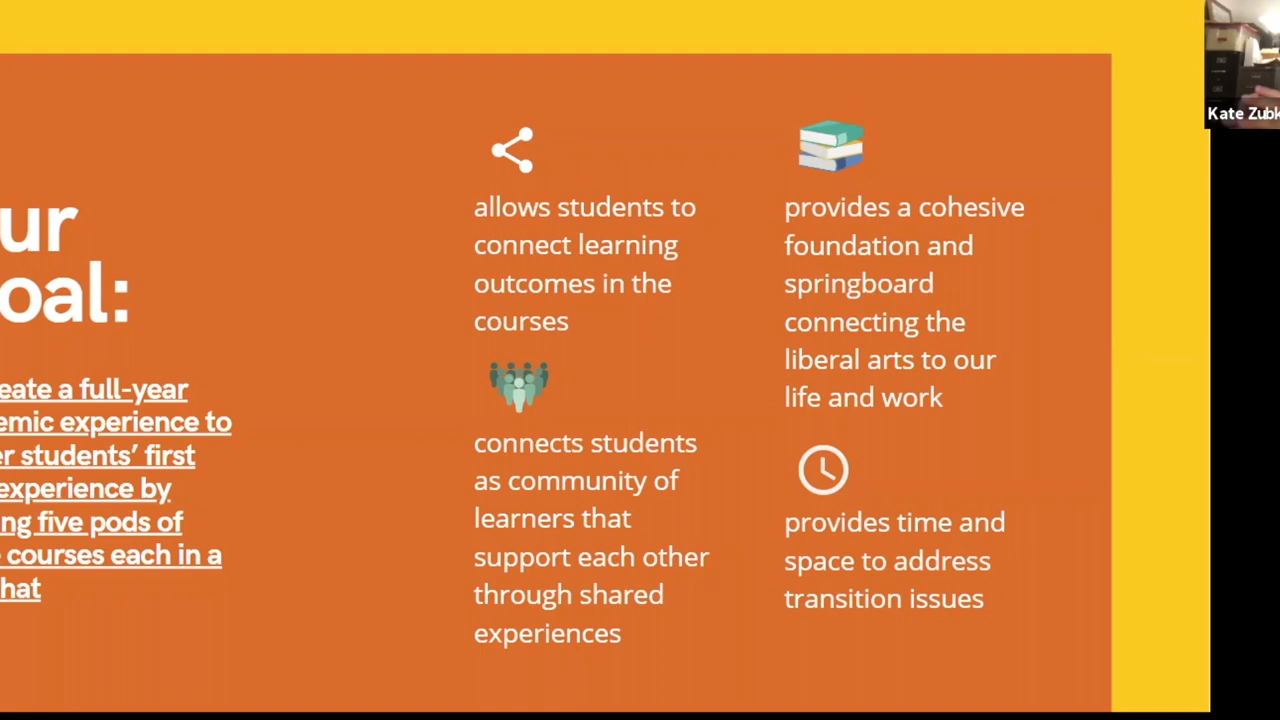 ur
oal:
eate a full-year
emic experience to
er students’ first
experience by
ng five pods of
courses each in a
hat
allows students to
connect learning
outcomes in the
courses
connects students
as community of
learners that
support each other
through shared
experiences
provides a cohesive
foundation and
springboard
connecting the
liberal arts to our
life and work
provides time and
space to address
transition issues
Kate Zubk